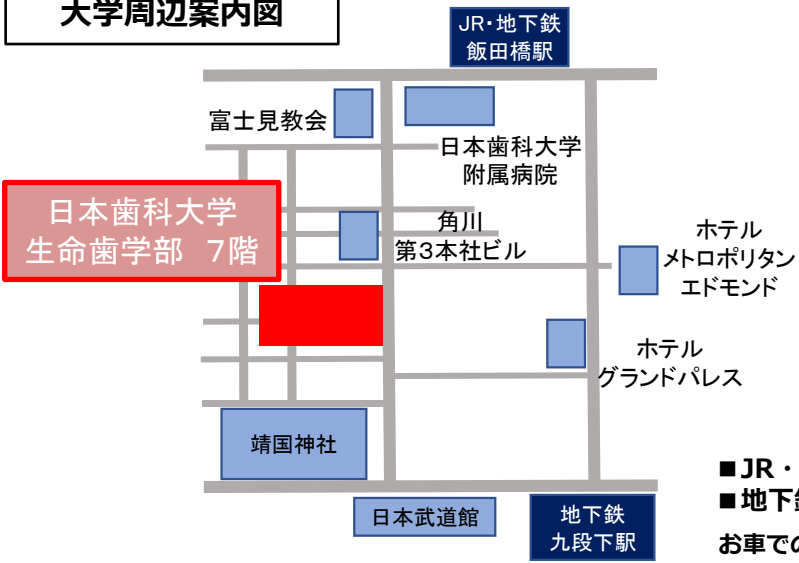 大学周辺案内図
JR・地下鉄
飯田橋駅
富士見教会
日本歯科大学
附属病院
日本歯科大学
生命歯学部 7階
角川
第3本社ビル
ホテル
メトロポリタン
エドモンド
ホテル
グランドパレス
靖国神社
■JR・
■地下鉄
日本武道館
地下鉄
九段下駅
お車での